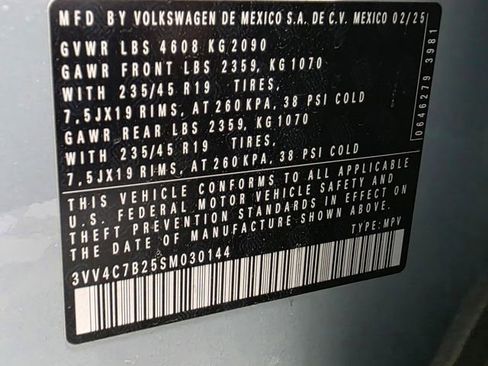 MFD BY VOLKSWAGEN DE MEXICO S.A. DE C.V. MEXICO 02/25
GVWR LBS 4608 KG 2090
GAWR FRONT LBS 2359, KG 1070
WITH 235/45 R19 TIRES,
7,5JX19 RIMS, AT 260 KPA, 38 PSI COLD
GAWR REAR LBS 2359, KG 1070
WITH 235/45 R19 TIRES,
7,5JX19 RIMS, AT 260 KPA, 38 PSI COLD
THIS VEHICLE CONFORMS TO ALL APPLICABLE
U.S. FEDERAL MOTOR VEHICLE SAFETY AND
THEFT PREVENTION STANDARDS IN EFFECT ON
THE DATE OF MANUFACTURE SHOWN ABOVE.
TYPE: MPV
3VV4C7B25SM030144
0646279 3981